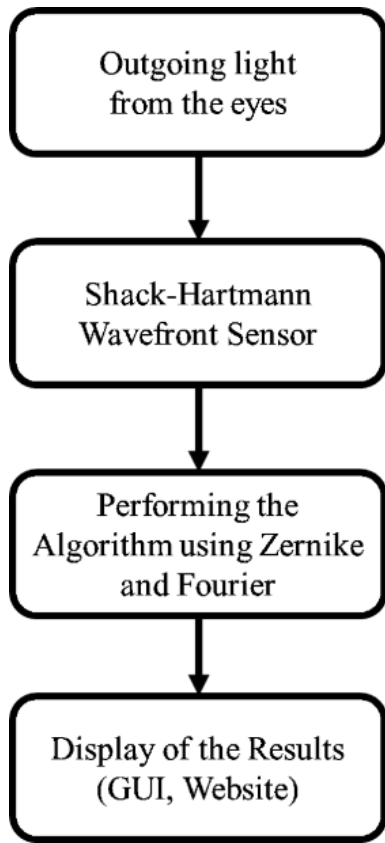 Outgoing light
from the eyes
Shack-Hartmann
Wavefront Sensor
Performing the
Algorithm using Zernike
and Fourier
Display of the Results
(GUI, Website)